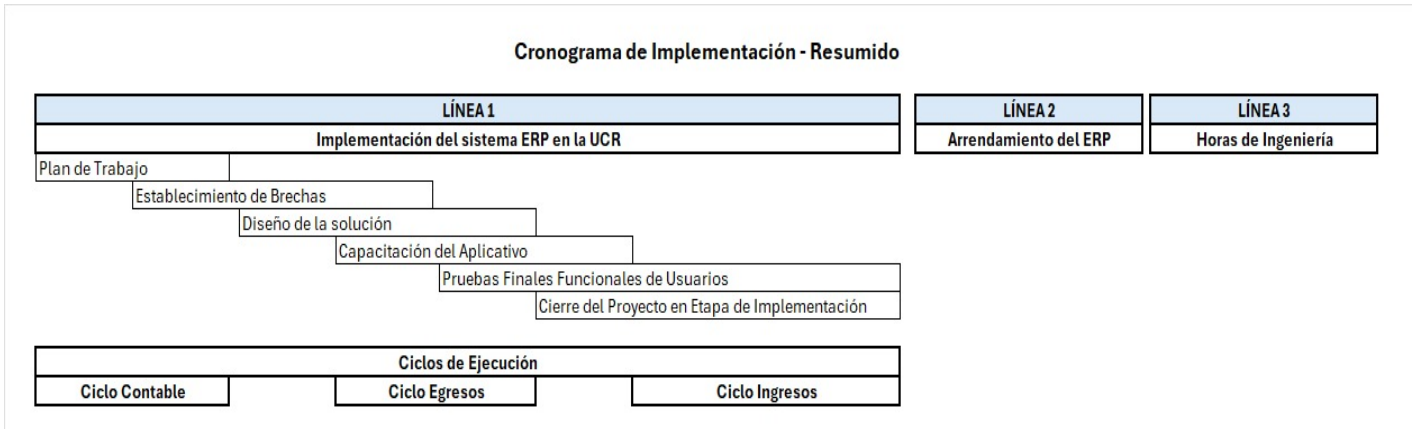 Cronograma de Implementación - Resumido
LÍNEA 1
LÍNEA 2
LÍNEA 3
Implementación del sistema ERP en la UCR
Arrendamiento del ERP
Horas de Ingeniería
Plan de Trabajo
Establecimiento de Brechas
Diseño de la solución
Capacitación del Aplicativo
Pruebas Finales Funcionales de Usuarios
Cierre del Proyecto en Etapa de Implementación
Ciclos de Ejecución
Ciclo Contable
Ciclo Egresos
Ciclo Ingresos